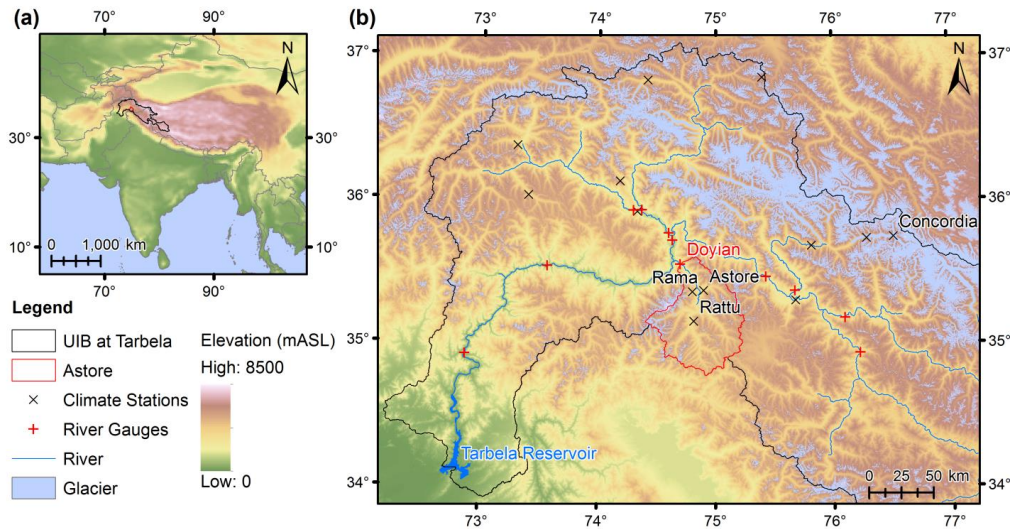 (a)
70°
90°
N
30°
30°
10°
10°
0 1,000 km
70°
90°
Legend
UIB at Tarbela
Astore
Climate Stations
River Gauges
River
Glacier
Elevation (mASL)
High: 8500
Low: 0
(b)
73°
74°
75°
76°
77°
37°
37°
N
36°
36°
Concordia
Doyian
Rama
Astore
Rattu
35°
35°
Tarbela Reservoir
0 25 50 km
34°
34°
73°
74°
75°
76°
77°